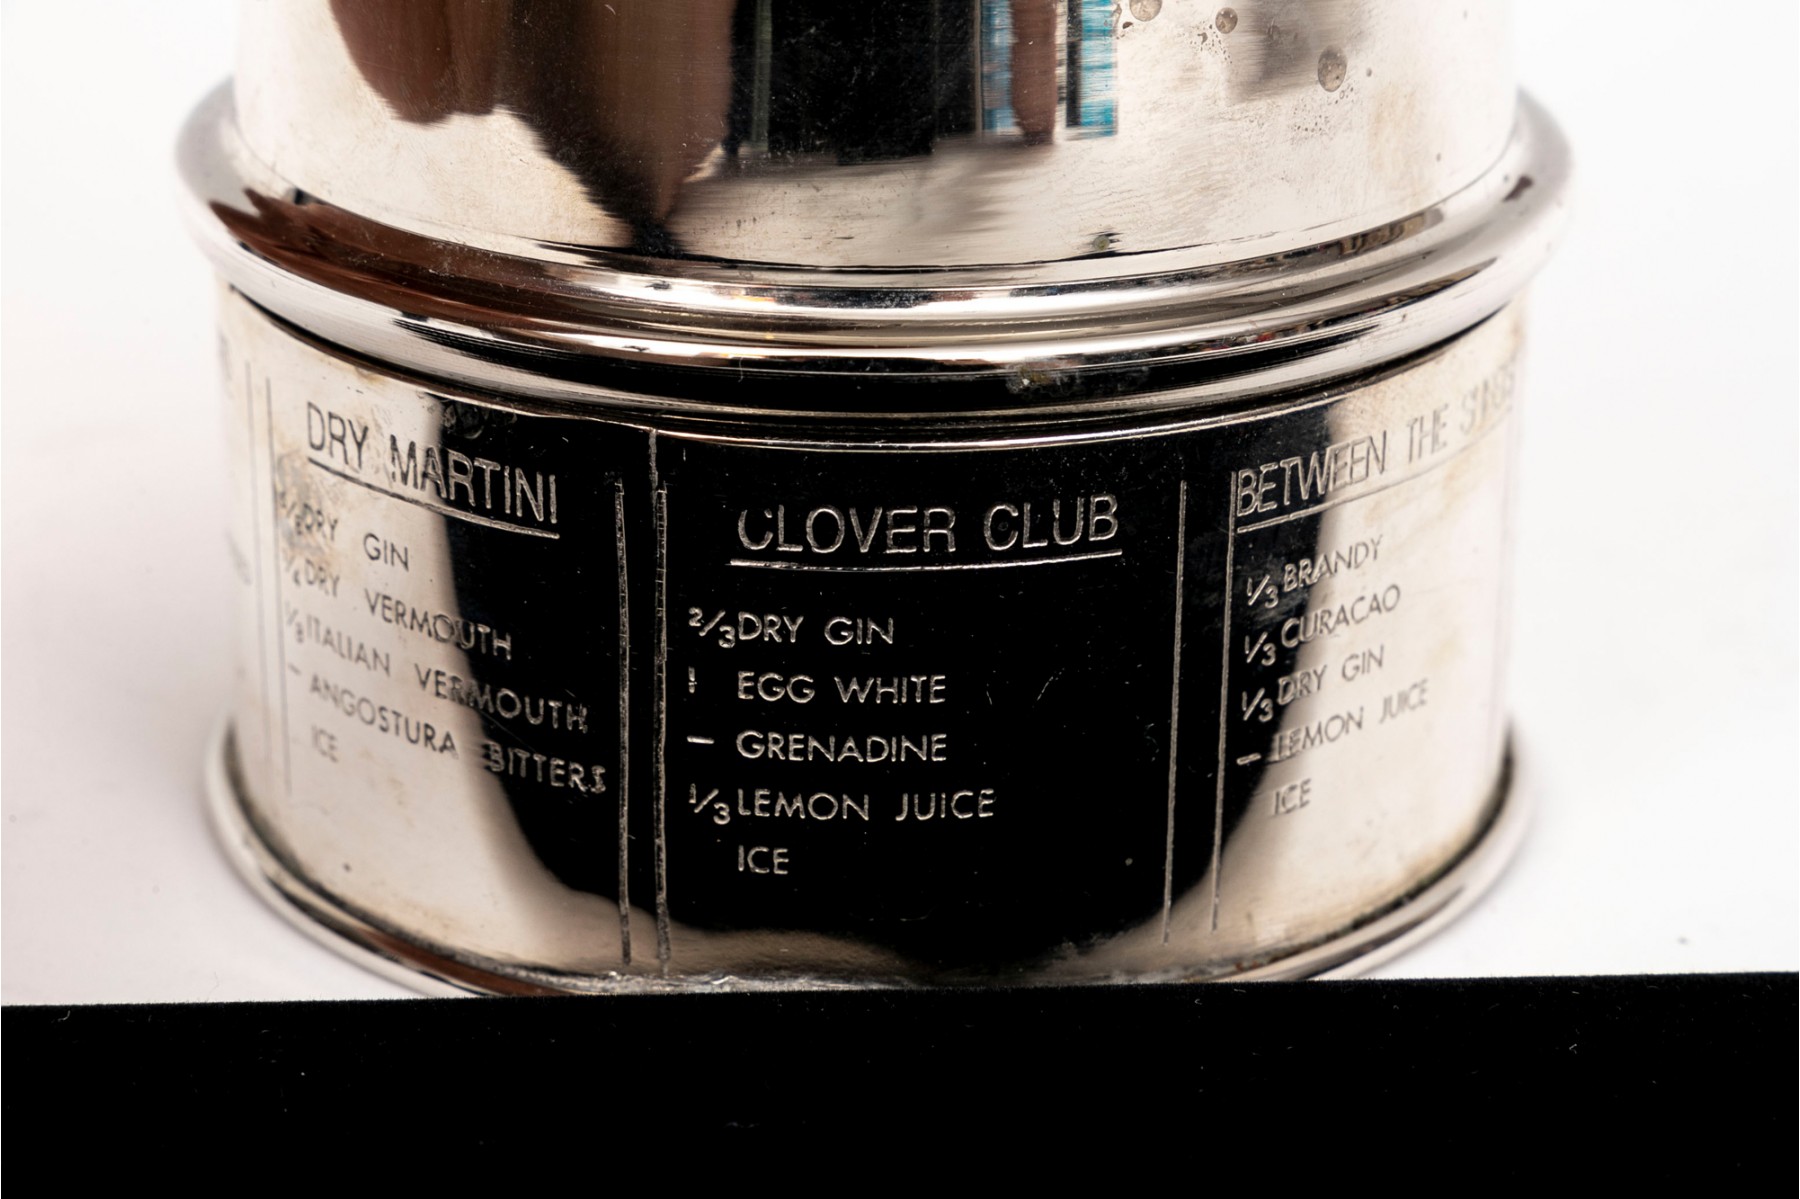 DRY MARTINI
DRY GIN
DRY VERMOUTH
ITALIAN VERMOUTH
- ANGOSTURA BITTERS
ICE
CLOVER CLUB
2/3 DRY GIN
1 EGG WHITE
- GRENADINE
1/3 LEMON JUICE
ICE
BETWEEN THE
1/3 BRANDY
1/3 CURACAO
1/3 DRY GIN
- LEMON JUICE
ICE